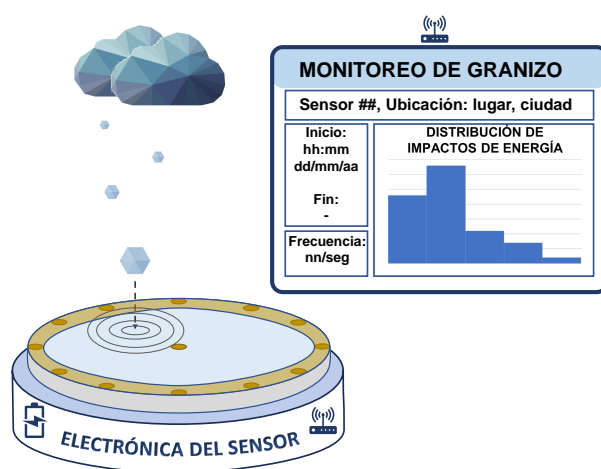 MONITOREO DE GRANIZO
Sensor ##, Ubicación: lugar, ciudad
Inicio:
hh:mm
dd/mm/aa
Fin:
-
Frecuencia:
nn/seg
DISTRIBUCIÓN DE
IMPACTOS DE ENERGÍA
ELECTRÓNICA DEL SENSOR